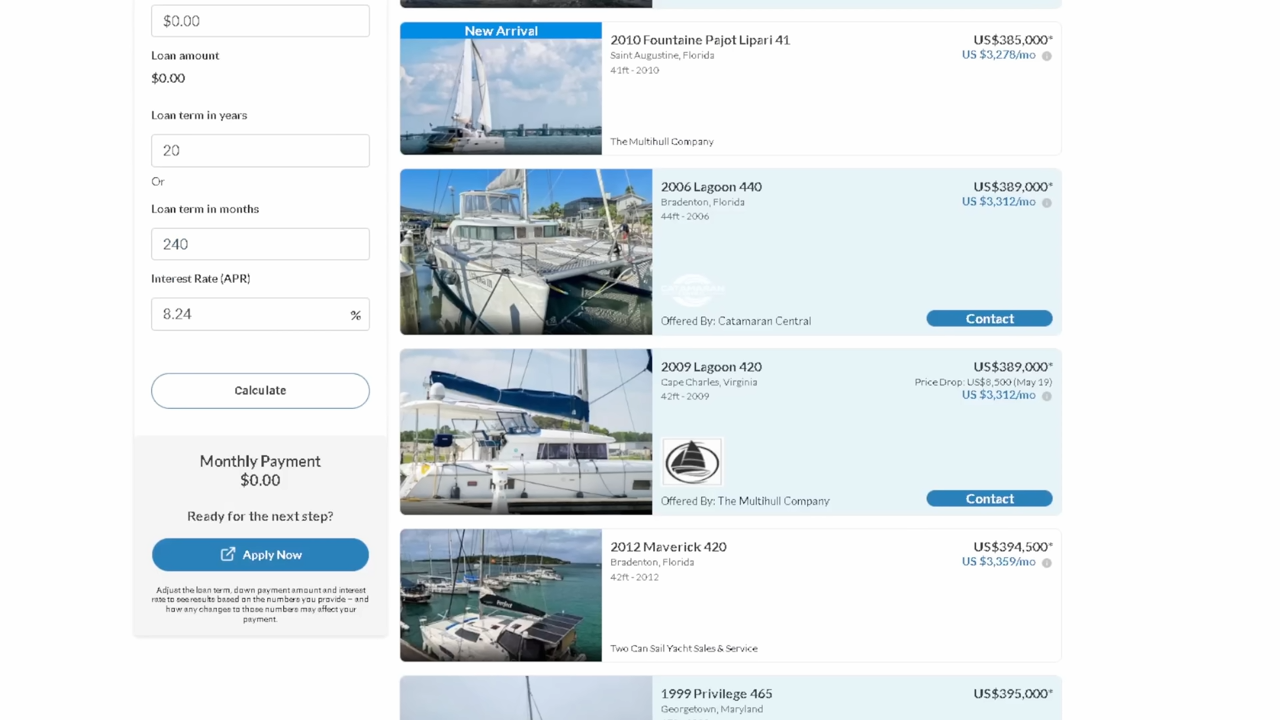 $0.00
Loan amount
$0.00
Loan term in years
20
Or
Loan term in months
240
Interest Rate (APR)
8.24 %
Calculate
Monthly Payment
$0.00
Ready for the next step?
Apply Now
Adjust the loan term, down payment amount and interest
rate to see results based on the numbers you provide – and
how any changes to those numbers may affect your
payment.
New Arrival
2010 Fountaine Pajot Lipari 41
US$385,000*
Saint Augustine, Florida
US $3,278/mo
41ft - 2010
The Multihull Company
2006 Lagoon 440
US$389,000*
Bradenton, Florida
US $3,312/mo
44ft - 2006
Offered By: Catamaran Central
Contact
2009 Lagoon 420
US$389,000*
Cape Charles, Virginia
Price Drop: US$8,500 (May 19)
US $3,312/mo
42ft - 2009
Offered By: The Multihull Company
Contact
2012 Maverick 420
US$394,500*
Bradenton, Florida
US $3,359/mo
42ft - 2012
Two Can Sail Yacht Sales & Service
1999 Privilege 465
US$395,000*
Georgetown, Maryland